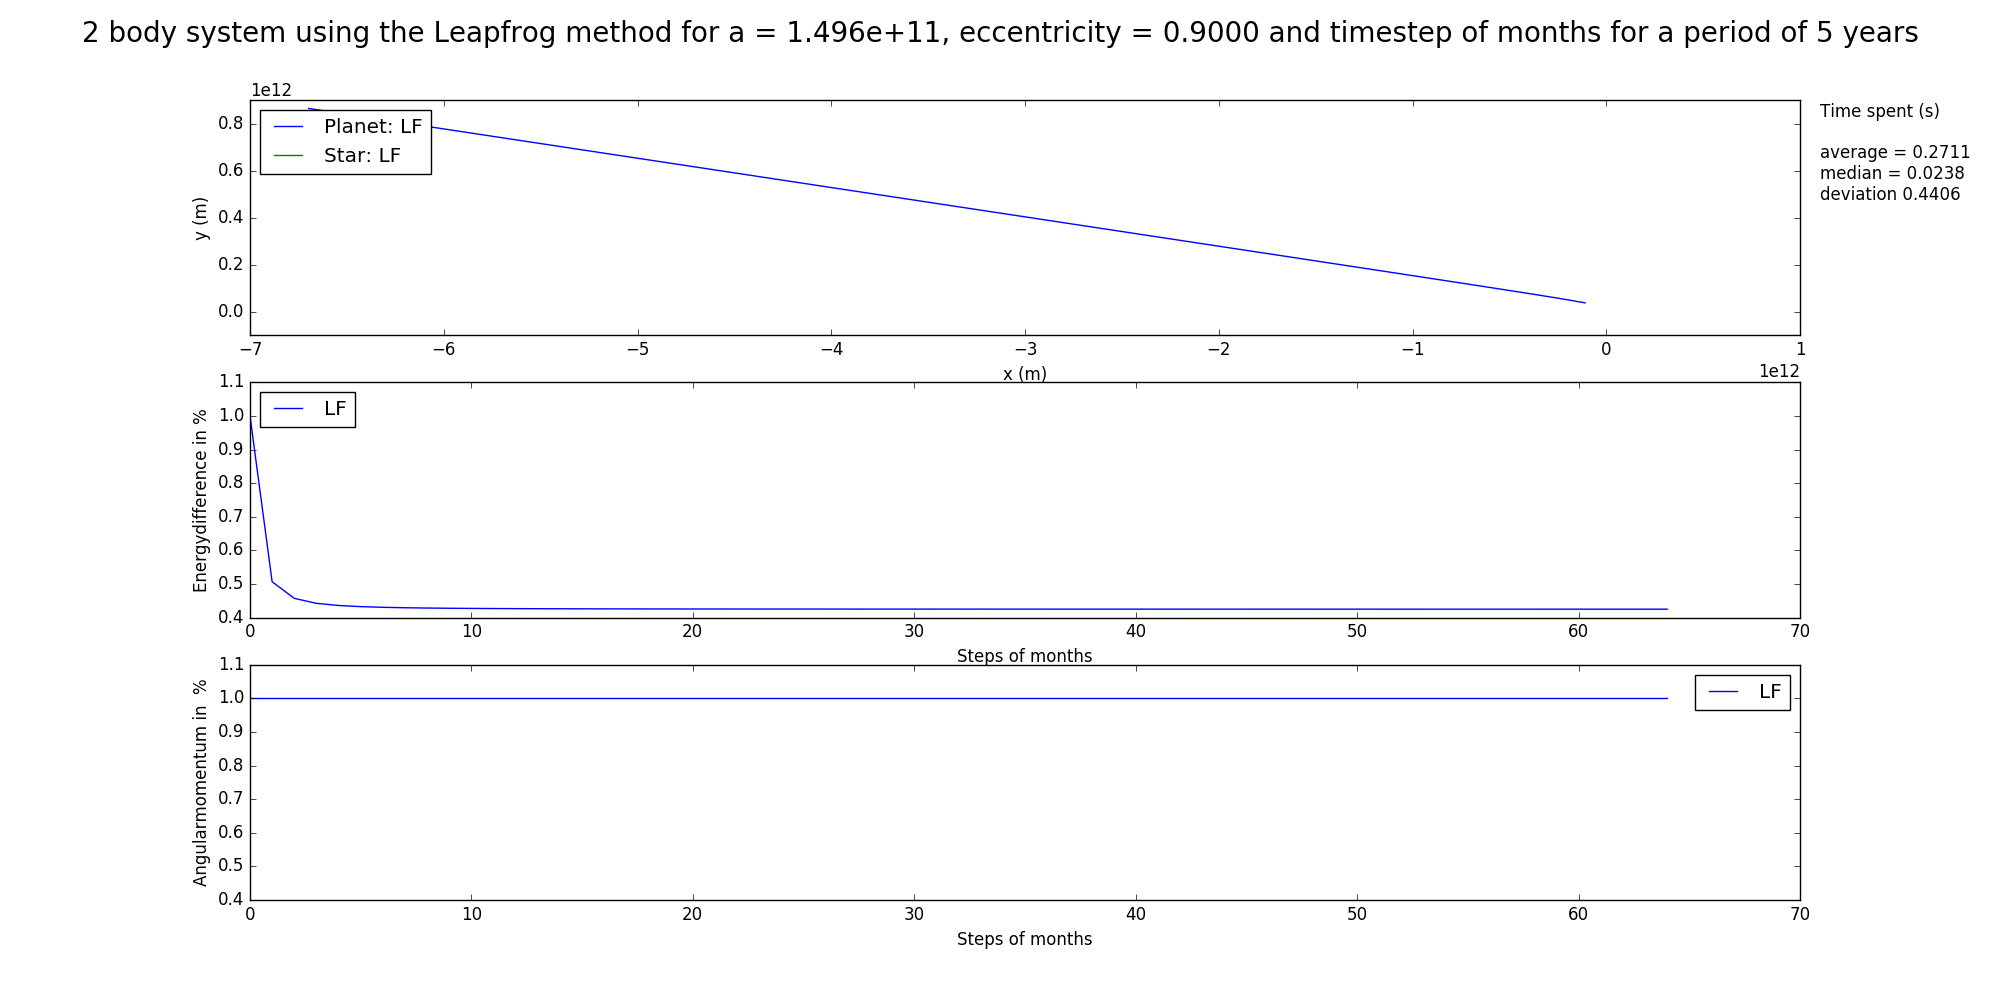 2 body system using the Leapfrog method for a = 1.496e+11, eccentricity = 0.9000 and timestep of months for a period of 5 years
1e12
Planet: LF
Star: LF
y (m)
0.8
0.6
0.4
0.2
0.0
−7 −6 −5 −4 −3 −2 −1 0 1
x (m)
1e12
Time spent (s)
average = 0.2711
median = 0.0238
deviation 0.4406
LF
Energydifference in %
1.1
1.0
0.9
0.8
0.7
0.6
0.5
0.4
0 10 20 30 40 50 60 70
Steps of months
LF
Angularmomentum in %
1.1
1.0
0.9
0.8
0.7
0.6
0.5
0.4
0 10 20 30 40 50 60 70
Steps of months